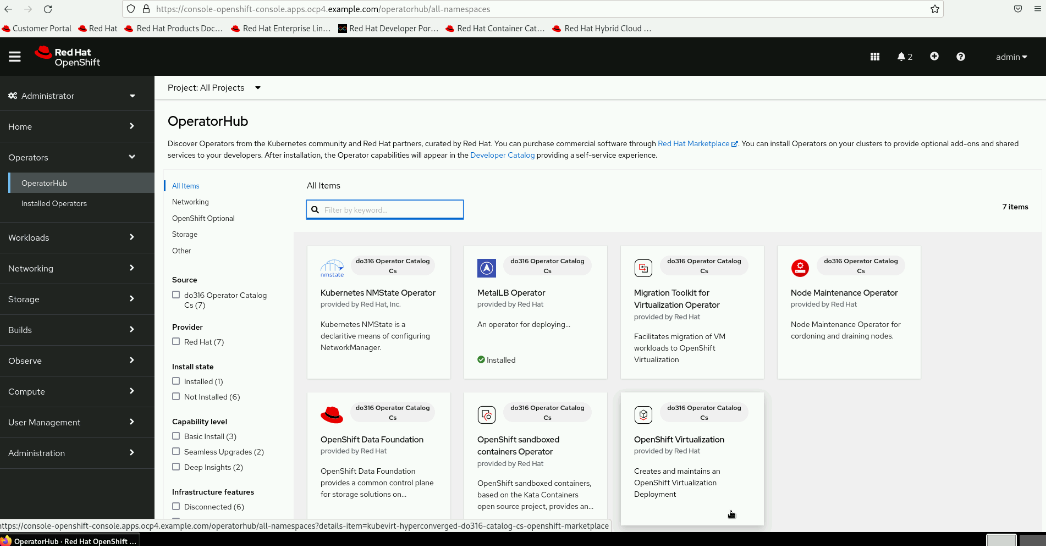 https://console-openshift-console.apps.ocp4.example.com/operatorhub/all-namespaces
Customer Portal
Red Hat
Red Hat Products Doc...
Red Hat Enterprise Lin...
Red Hat Developer Por...
Red Hat Container Cat...
Red Hat Hybrid Cloud ...
Red Hat
OpenShift
2
admin
Administrator
Home
Operators
OperatorHub
Installed Operators
Workloads
Networking
Storage
Builds
Observe
Compute
User Management
Administration
Project: All Projects
OperatorHub
Discover Operators from the Kubernetes community and Red Hat partners, curated by Red Hat. You can purchase commercial software through Red Hat Marketplace. You can install Operators on your clusters to provide optional add-ons and shared
services to your developers. After installation, the Operator capabilities will appear in the Developer Catalog providing a self-service experience.
All Items
Networking
OpenShift Optional
Storage
Other
Source
do316 Operator Catalog
Cs (7)
Provider
Red Hat (7)
Install state
Installed (1)
Not Installed (6)
Capability level
Basic Install (3)
Seamless Upgrades (2)
Deep Insights (2)
Infrastructure features
Disconnected (6)
All Items
Filter by keyword...
7 items
do316 Operator Catalog
Cs
nmstate
Kubernetes NMState Operator
provided by Red Hat, Inc.
Kubernetes NMState is a
declaritive means of configuring
NetworkManager.
do316 Operator Catalog
Cs
MetalLB Operator
provided by Red Hat
An operator for deploying...
Installed
do316 Operator Catalog
Cs
Migration Toolkit for
Virtualization Operator
provided by Red Hat
Facilitates migration of VM
workloads to OpenShift
Virtualization
do316 Operator Catalog
Cs
Node Maintenance Operator
provided by Red Hat
Node Maintenance Operator for
cordoning and draining nodes.
do316 Operator Catalog
Cs
OpenShift Data Foundation
provided by Red Hat
OpenShift Data Foundation
provides a common control plane
for storage solutions on...
do316 Operator Catalog
Cs
OpenShift sandboxed
containers Operator
provided by Red Hat
OpenShift sandboxed containers,
based on the Kata Containers
open source project, provides an...
do316 Operator Catalog
Cs
OpenShift Virtualization
provided by Red Hat
Creates and maintains an
OpenShift Virtualization
Deployment
https://console-openshift-console.apps.ocp4.example.com/operatorhub/all-namespaces?details-item=kubevirt-hyperconverged-do316-catalog-cs-openshift-marketplace
OperatorHub · Red Hat OpenShift ...